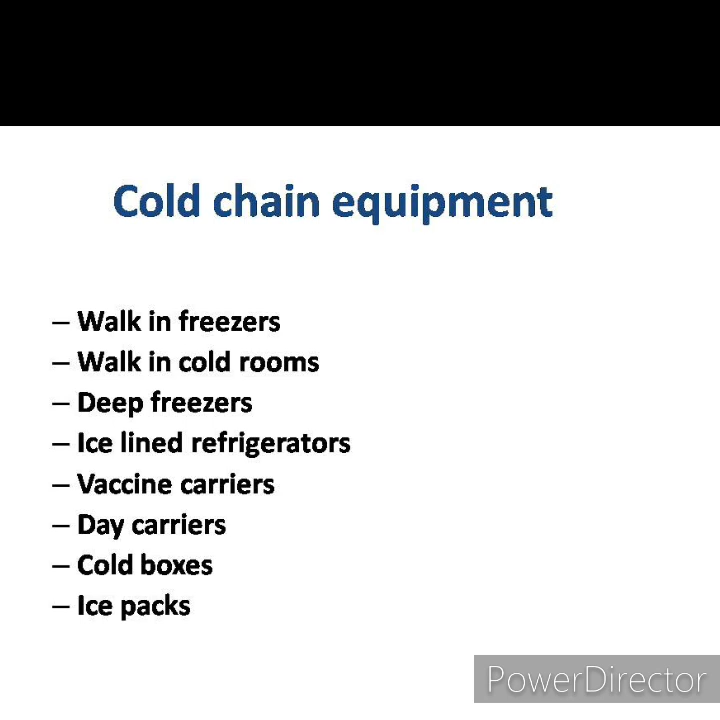 Cold chain equipment
– Walk in freezers
– Walk in cold rooms
– Deep freezers
– Ice lined refrigerators
– Vaccine carriers
– Day carriers
– Cold boxes
– Ice packs
PowerDirector